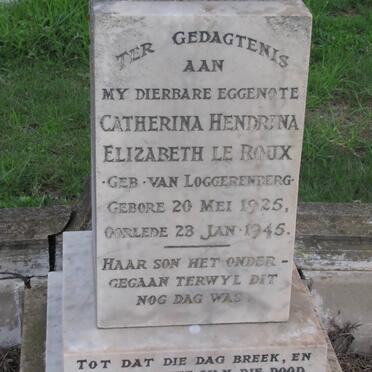 TER GEDAGTENIS
AAN
MY DIERBARE EGGENOTE
CATHERINA HENDRINA
ELIZABETH LE ROUX
GEB · VAN LOGGERENBERG
GEBORE 20 MEI 1925,
OORLEDE 23 JAN · 1945.
HAAR SON HET ONDER-
GEGAAN TERWYL DIT
NOG DAG WAS
TOT DAT DIE DAG BREEK, EN
DIE DOOD